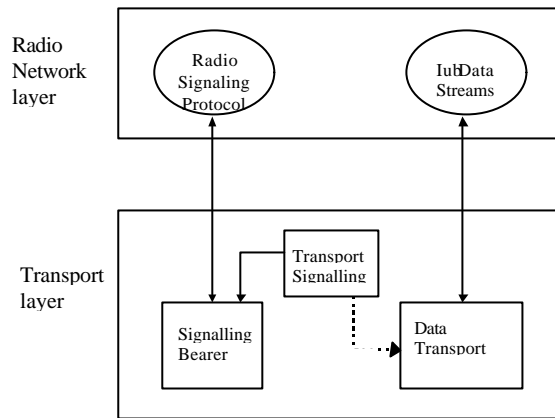 Radio
Network
layer
Radio
Signaling
Protocol
IubData
Streams
Transport
layer
Transport
Signalling
Signalling
Bearer
Data
Transport